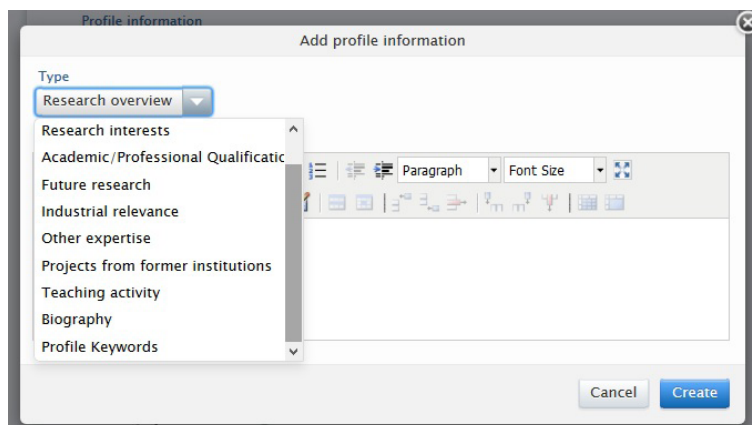 Profile information
Add profile information
Type
Research overview
Research interests
Academic/Professional Qualificatic
Future research
Industrial relevance
Other expertise
Projects from former institutions
Teaching activity
Biography
Profile Keywords
Paragraph
Font Size
Cancel
Create